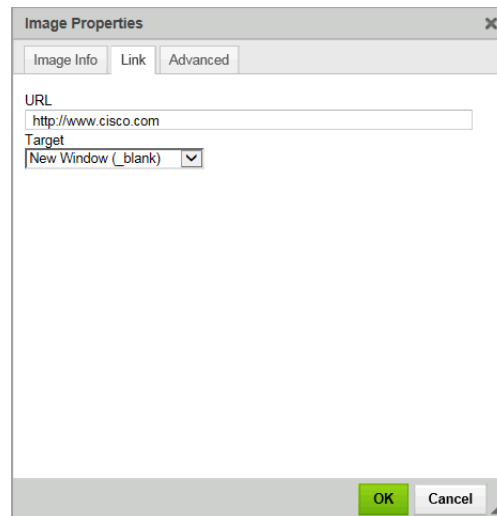 Image Properties
Image Info Link Advanced
URL
http://www.cisco.com
Target
New Window (_blank)
OK Cancel